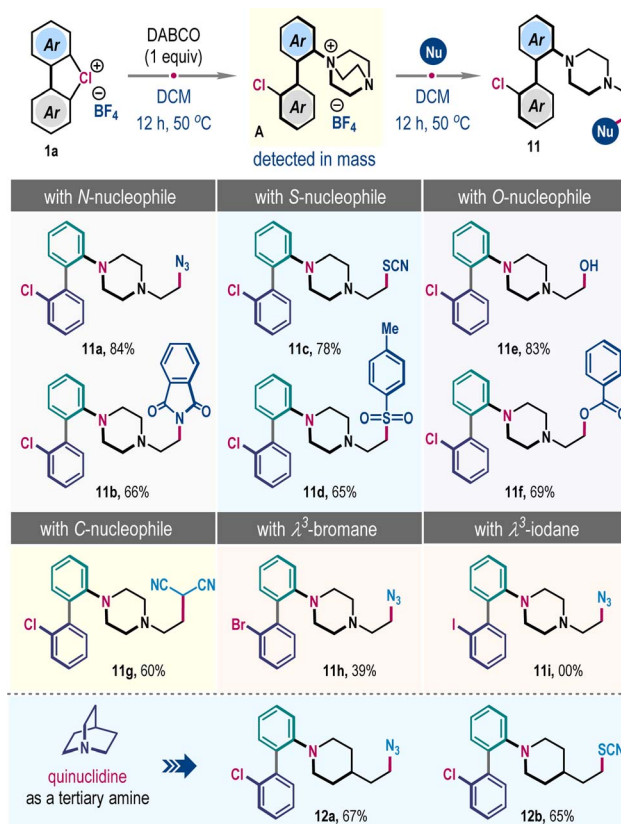 Ar
Cl
⊕
⊖
BF4
Ar
1a
DABCO
(1 equiv)
DCM
12 h, 50 °C
Ar
⊕
N
Cl
N
Ar
⊖
BF4
A
detected in mass
Nu
DCM
12 h, 50 °C
Ar
N
Cl
N
Ar
Nu
11
with N-nucleophile
with S-nucleophile
with O-nucleophile
N
N3
Cl
N
11a, 84%
N
SCN
Cl
N
11c, 78%
N
OH
Cl
N
11e, 83%
O
O
N
N
Cl
N
11b, 66%
Me
N
O=S=O
Cl
N
11d, 65%
N
O
O
Cl
N
11f, 69%
with C-nucleophile
with λ3-bromane
with λ3-iodane
NC
CN
N
Cl
N
11g, 60%
N
N3
Br
N
11h, 39%
N
N3
I
N
11i, 00%
N
quinuclidine
as a tertiary amine
N
N3
Cl
12a, 67%
N
SCN
Cl
12b, 65%